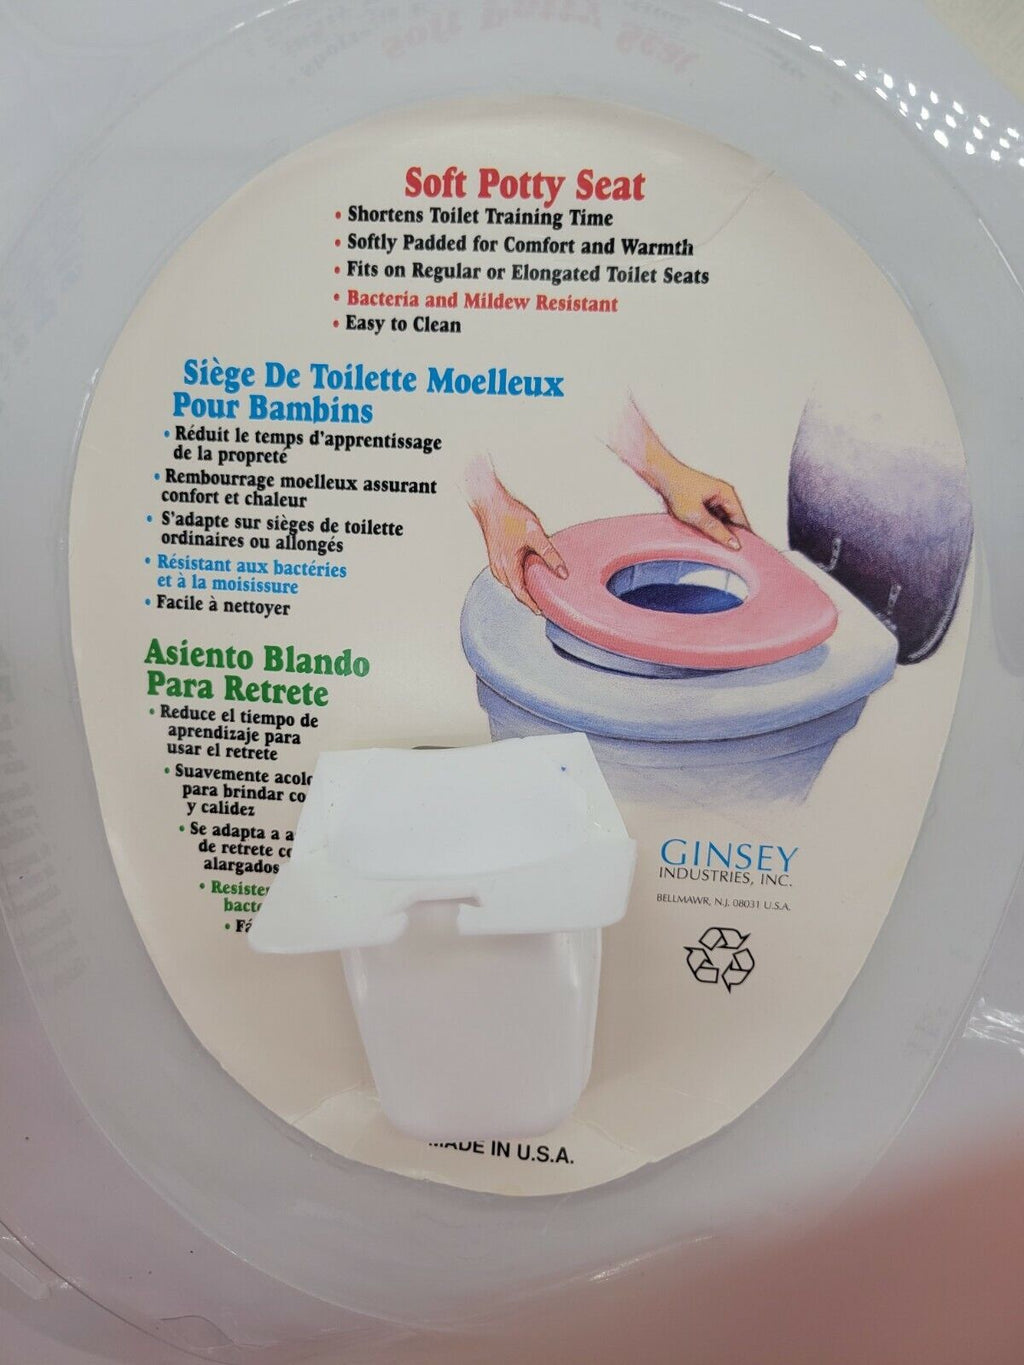 Soft Potty Seat
• Shortens Toilet Training Time
• Softly Padded for Comfort and Warmth
• Fits on Regular or Elongated Toilet Seats
• Bacteria and Mildew Resistant
• Easy to Clean
Siège De Toilette Moelleux
Pour Bambins
• Réduit le temps d'apprentissage
de la propreté
• Rembourrage moelleux assurant
confort et chaleur
• S'adapte sur sièges de toilette
ordinaires ou allongés
• Résistant aux bactéries
et à la moisissure
• Facile à nettoyer
Asiento Blando
Para Retrete
• Reduce el tiempo de
aprendizaje para
usar el retrete
• Suavemente
para brindar
y calidez
• Se adapta a
de retrete
alargados
GINSEY
INDUSTRIES, INC.
BELLMAWR, N.J. 08031 U.S.A.
MADE IN U.S.A.